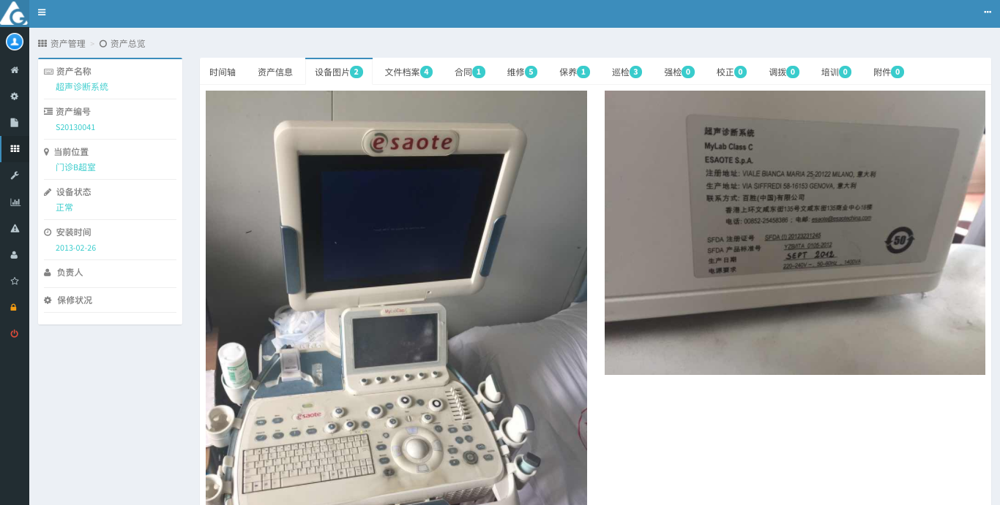 资产管理 > 资产总览
资产名称
超声诊断系统
资产编号
S20130041
当前位置
门诊B超室
设备状态
正常
安装时间
2013-02-26
负责人
保修状况
时间轴 资产信息 设备图片 2 文件档案 4 合同 1 维修 5 保养 1 巡检 3 强检 0 校正 0 调拨 0 培训 0 附件 0
esaote
MyLabClass
esaote
超声诊断系统
MyLab Class C
ESAOTE S.p.A.
注册地址: VIALE BIANCA MARIA 25-20122 MILANO, 意大利
生产地址: VIA SIFFREDI 58-16153 GENOVA, 意大利
联系方式: 百胜(中国)有限公司
香港上环文咸东街135号文咸东街135商业中心18楼
电话: 00852-25458386 ; 电邮: esaote@esaotechina.com
SFDA 注册证号 SFDA (I) 20123231245
SFDA 产品标准号 0105-2012
生产日期 SEPT 2012
电源要求 220-240V~, 50-60Hz, 1400VA
50